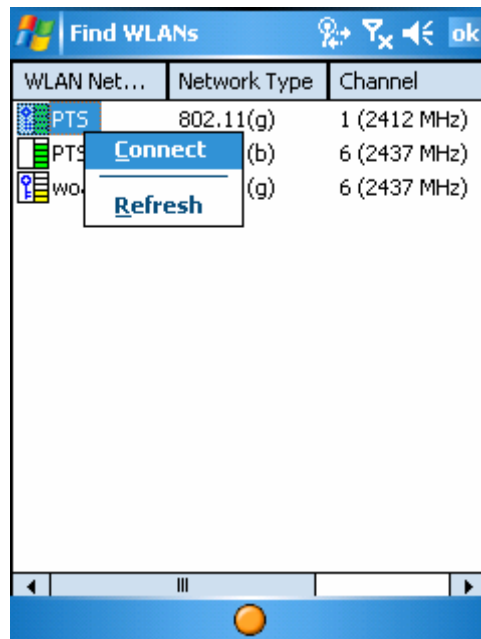 Find WLANs ok
WLAN Net... Network Type Channel
PTS 802.11(g) 1 (2412 MHz)
PTS (b) 6 (2437 MHz)
wo (g) 6 (2437 MHz)
Connect
Refresh